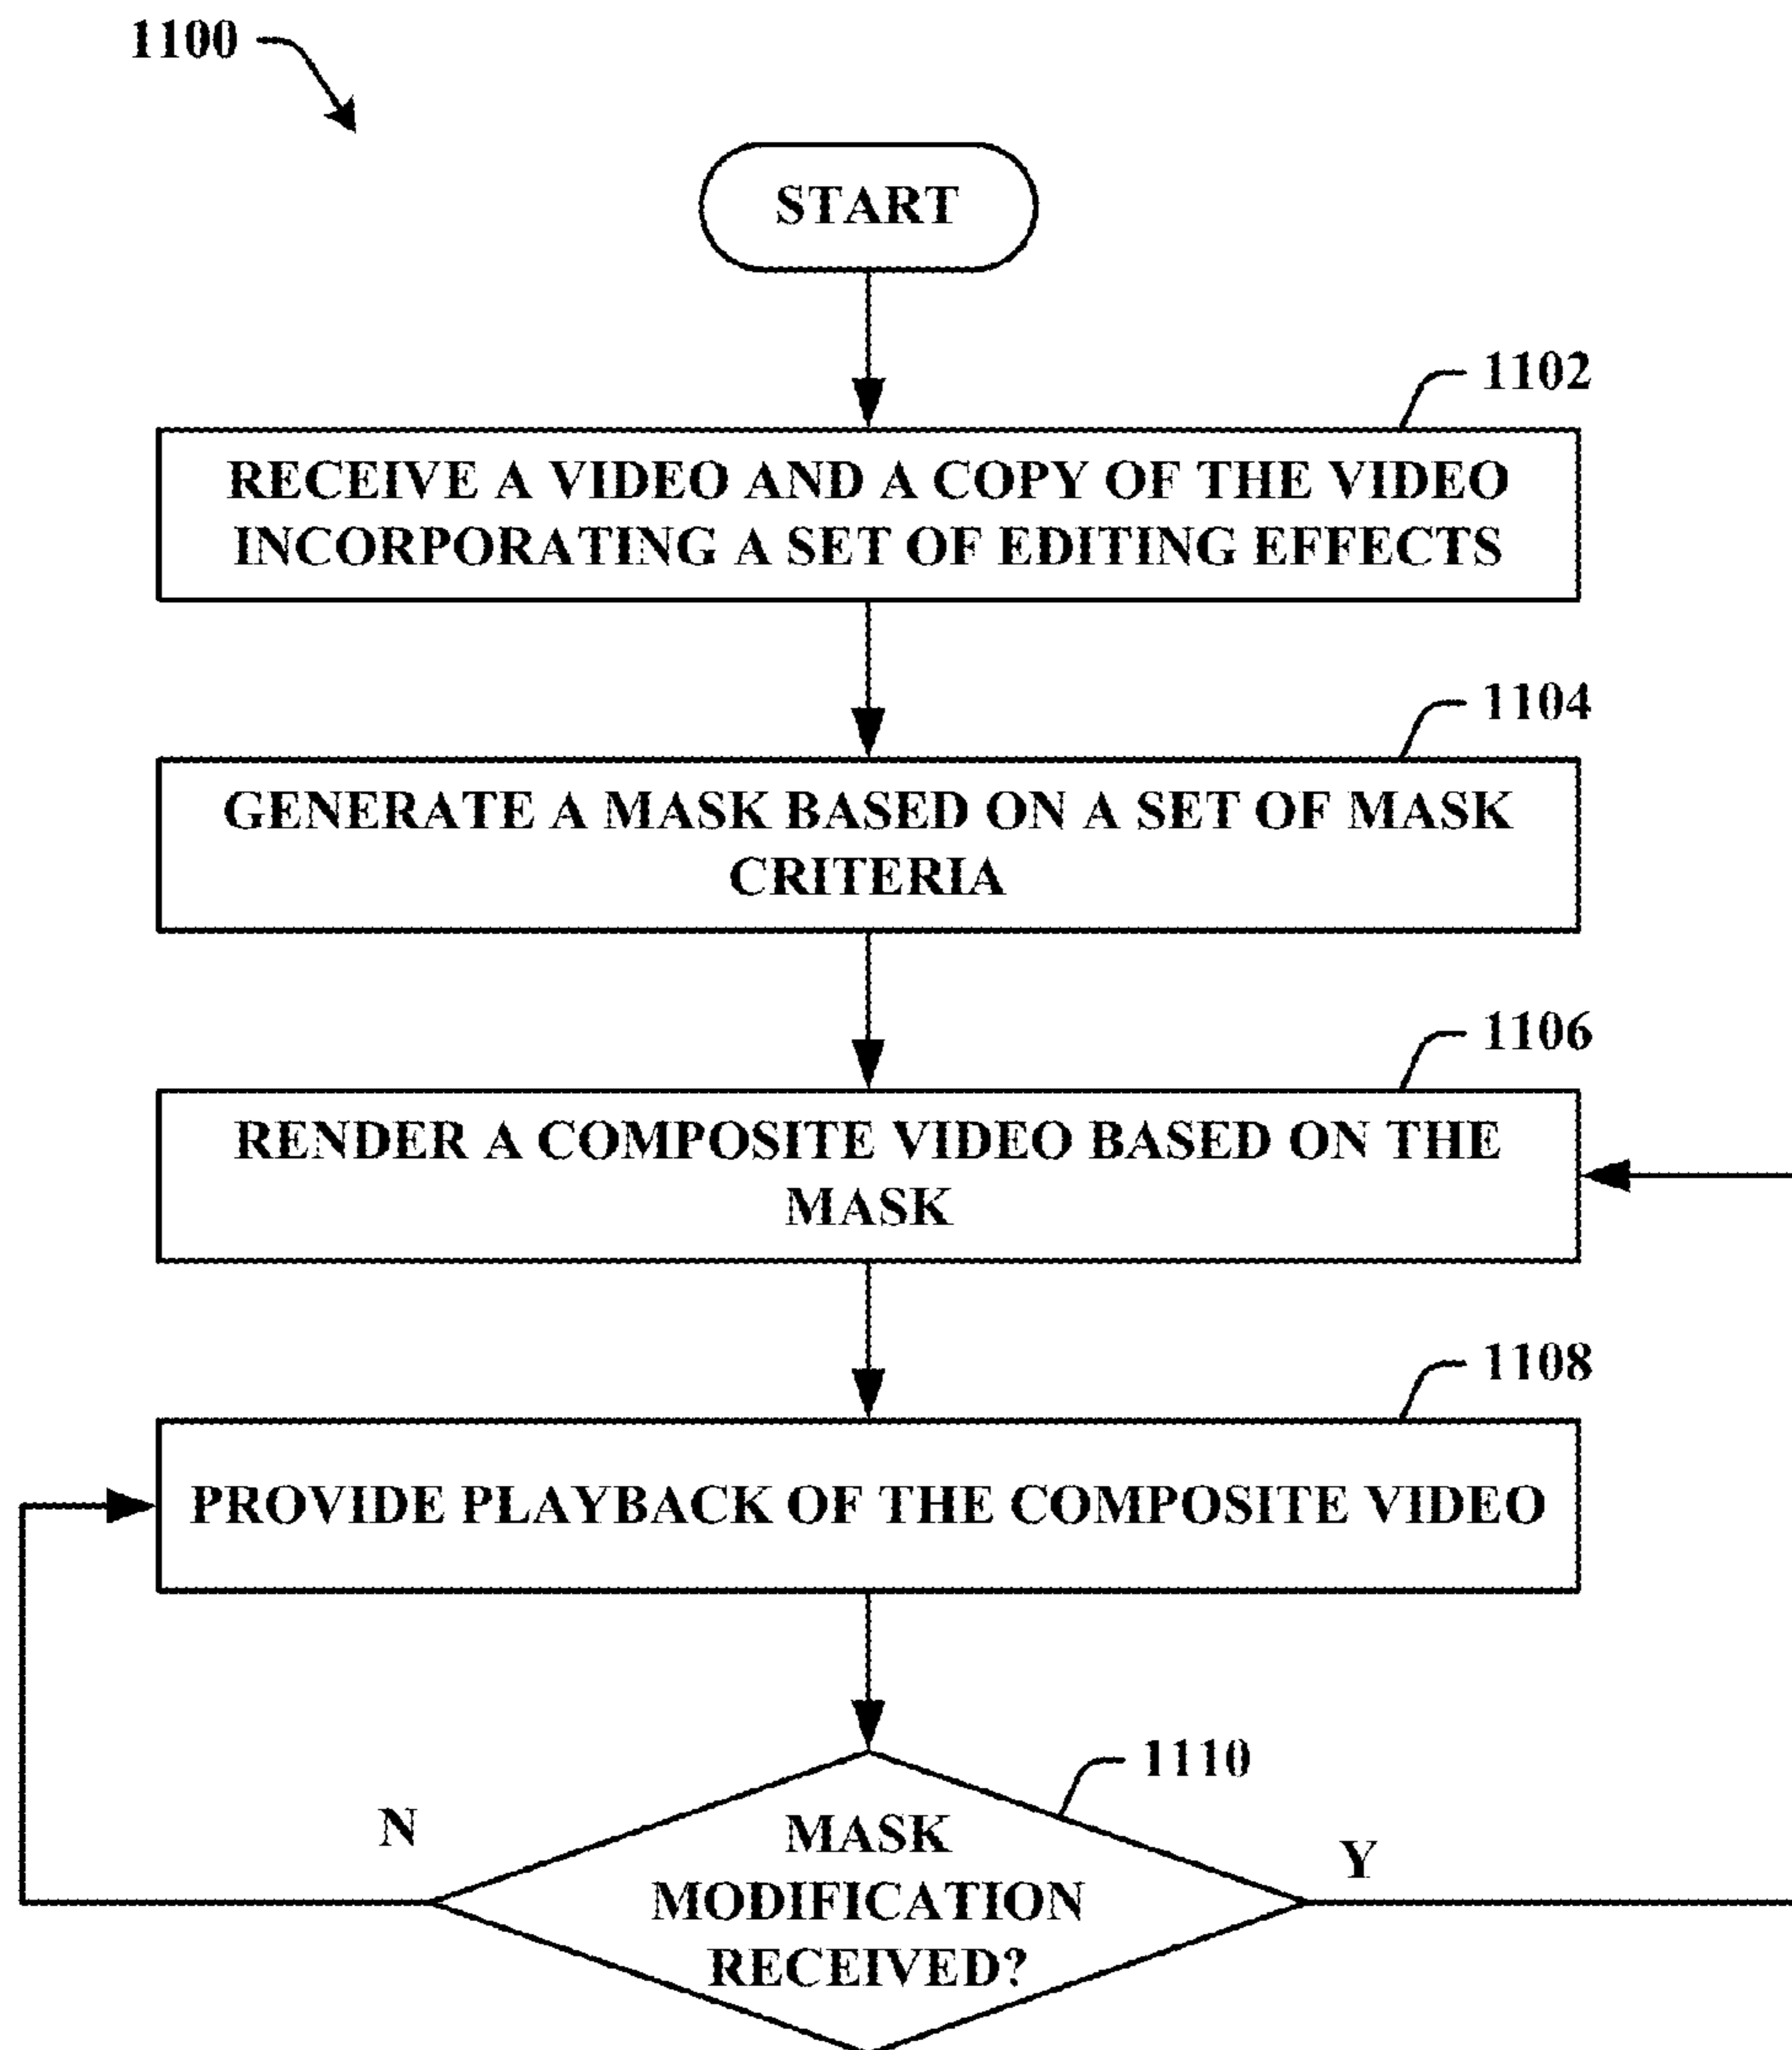 1100
START
1102
RECEIVE A VIDEO AND A COPY OF THE VIDEO
INCORPORATING A SET OF EDITING EFFECTS
1104
GENERATE A MASK BASED ON A SET OF MASK
CRITERIA
1106
RENDER A COMPOSITE VIDEO BASED ON THE
MASK
1108
PROVIDE PLAYBACK OF THE COMPOSITE VIDEO
1110
N
MASK
MODIFICATION
RECEIVED?
Y